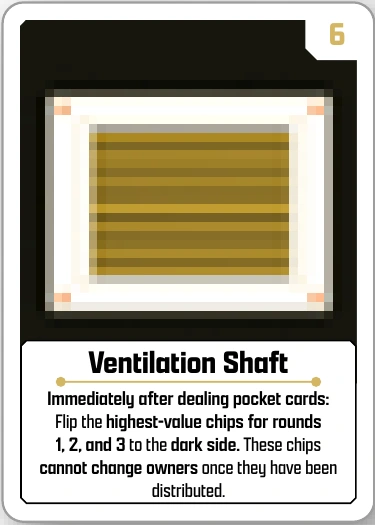 6
Ventilation Shaft
Immediately after dealing pocket cards:
Flip the highest-value chips for rounds
1, 2, and 3 to the dark side. These chips
cannot change owners once they have been
distributed.